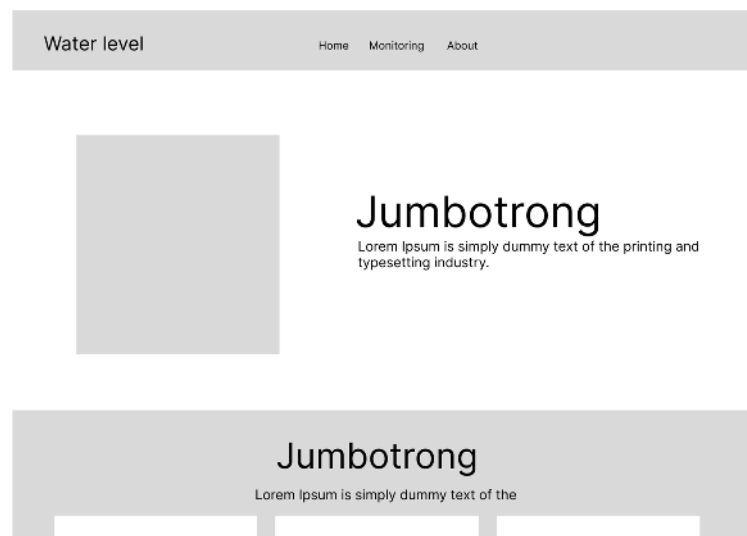 Water level
Home Monitoring About
Jumbotrong
Lorem Ipsum is simply dummy text of the printing and
typesetting industry.
Jumbotrong
Lorem Ipsum is simply dummy text of the